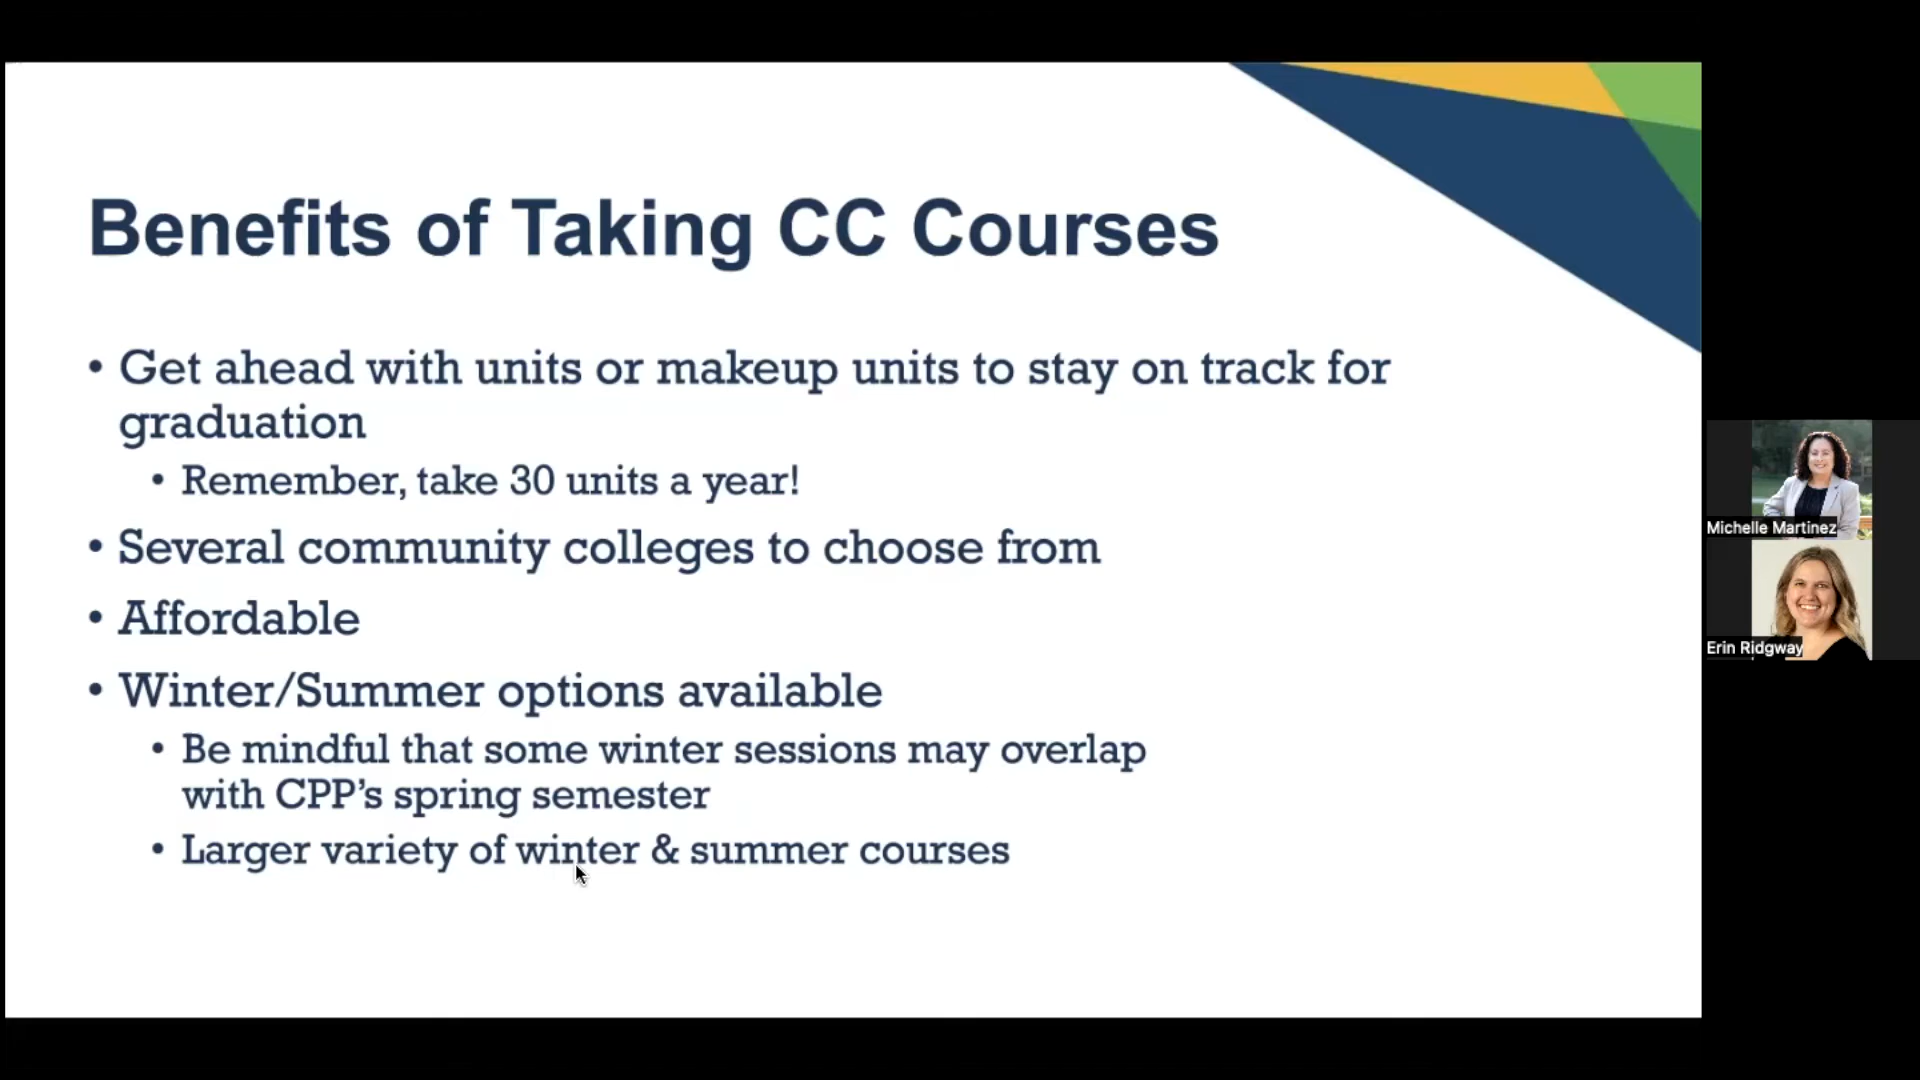 Benefits of Taking CC Courses
• Get ahead with units or makeup units to stay on track for
graduation
• Remember, take 30 units a year!
• Several community colleges to choose from
• Affordable
• Winter/Summer options available
• Be mindful that some winter sessions may overlap
with CPP’s spring semester
• Larger variety of winter & summer courses
Michelle Martinez
Erin Ridgway